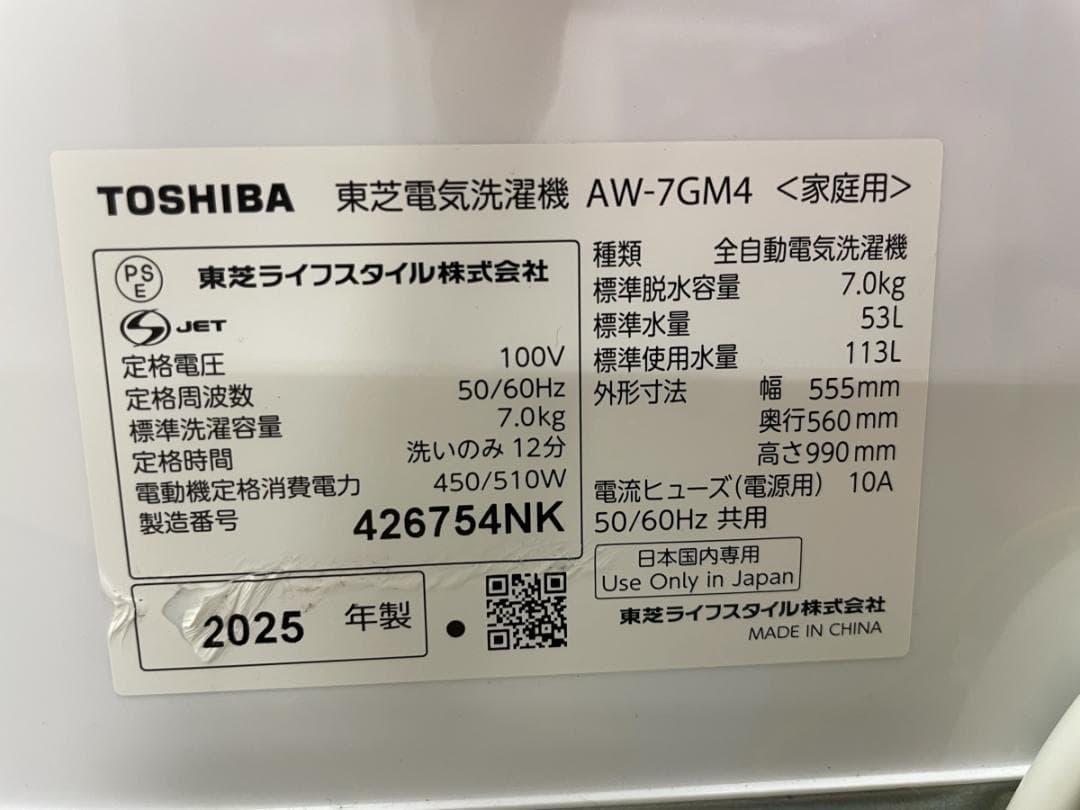 TOSHIBA 東芝電気洗濯機 AW-7GM4 <家庭用>
PS
E
東芝ライフスタイル株式会社
JET
定格電圧 100V
定格周波数 50/60Hz
標準洗濯容量 7.0kg
定格時間 洗いのみ 12分
電動機定格消費電力 450/510W
製造番号 426754NK
2025 年製
種類 全自動電気洗濯機
標準脱水容量 7.0kg
標準水量 53L
標準使用水量 113L
外形寸法 幅 555mm
奥行560mm
高さ990mm
電流ヒューズ(電源用) 10A
50/60Hz 共用
日本国内専用
Use Only in Japan
東芝ライフスタイル株式会社
MADE IN CHINA